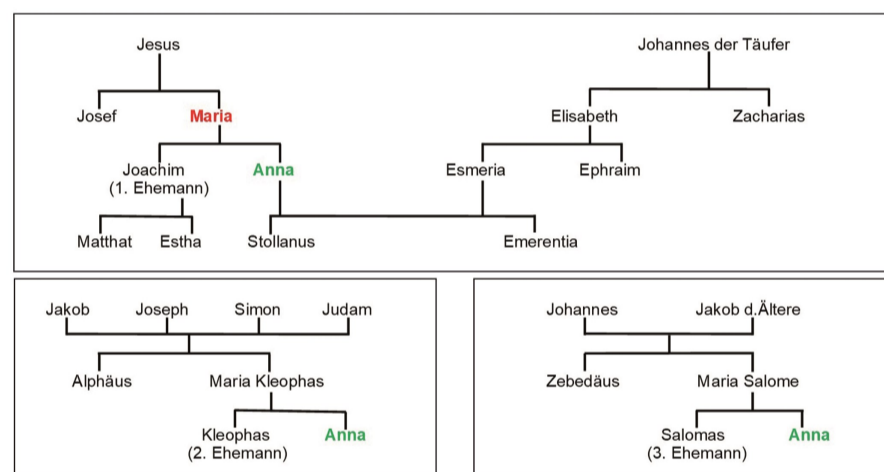 Jesus Johannes der Täufer
Josef Maria Elisabeth Zacharias
Joachim Anna Esmeria Ephraim
(1. Ehemann)
Matthat Estha Stollanus Emerentia
Jakob Joseph Simon Judam
Alphäus Maria Kleophas
Kleophas Anna
(2. Ehemann)
Johannes Jakob d.Ältere
Zebedäus Maria Salome
Salomas Anna
(3. Ehemann)